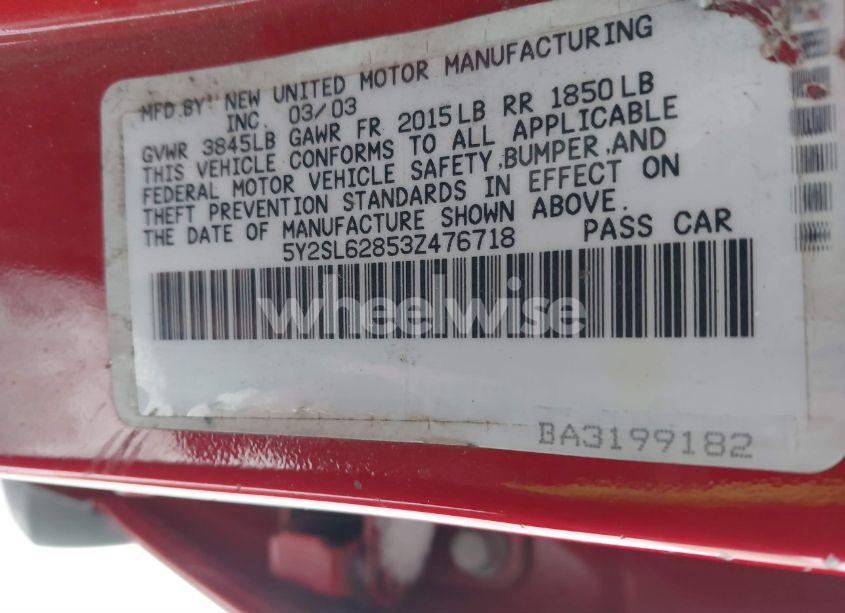 MFD.BY: NEW UNITED MOTOR MANUFACTURING
INC. 03/03
GVWR 3845LB GAWR FR 2015LB RR 1850LB
THIS VEHICLE CONFORMS TO ALL APPLICABLE
FEDERAL MOTOR VEHICLE SAFETY,BUMPER,AND
THEFT PREVENTION STANDARDS IN EFFECT ON
THE DATE OF MANUFACTURE SHOWN ABOVE.
5Y2SL62853Z476718 PASS CAR
wheelwise
BA3199182